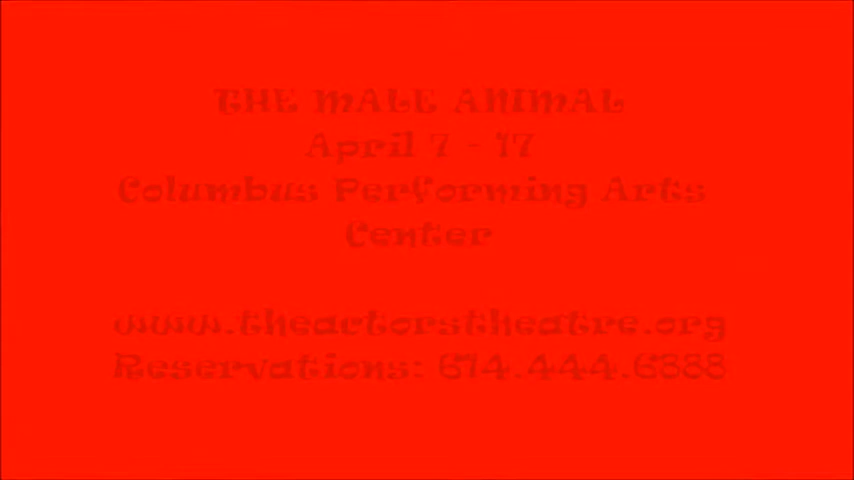 THE MALE ANIMAL
April 7 - 17
Columbus Performing Arts
Center
www.theactorstheatre.org
Reservations: 614.444.6888